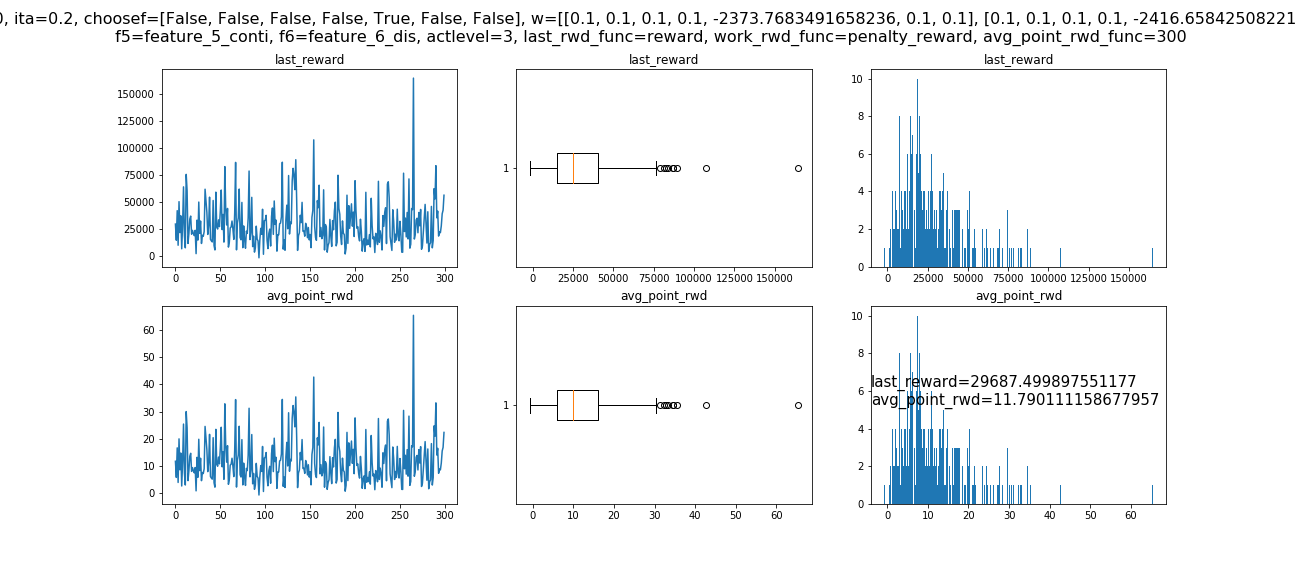 0, ita=0.2, choosef=[False, False, False, False, True, False, False], w=[[0.1, 0.1, 0.1, 0.1, -2373.7683491658236, 0.1, 0.1], [0.1, 0.1, 0.1, 0.1, -2416.65842508221
f5=feature_5_conti, f6=feature_6_dis, actlevel=3, last_rwd_func=reward, work_rwd_func=penalty_reward, avg_point_rwd_func=300
last_reward
last_reward
last_reward
150000
125000
100000
75000
50000
25000
0
0 50 100 150 200 250 300
1
0 25000 50000 75000 100000 125000 150000
10
8
6
4
2
0
0 25000 50000 75000 100000 125000 150000
avg_point_rwd
avg_point_rwd
avg_point_rwd
60
50
40
30
20
10
0
0 50 100 150 200 250 300
1
0 10 20 30 40 50 60
10
8
6
4
2
0
last_reward=29687.499897551177
avg_point_rwd=11.790111158677957
0 10 20 30 40 50 60